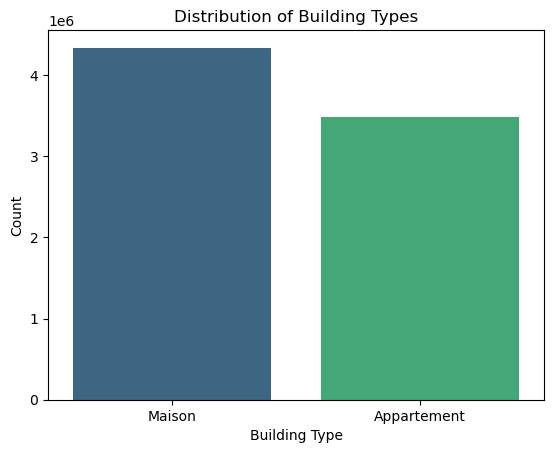 Distribution of Building Types
1e6
4
3
2
1
0
Count
Maison
Appartement
Building Type